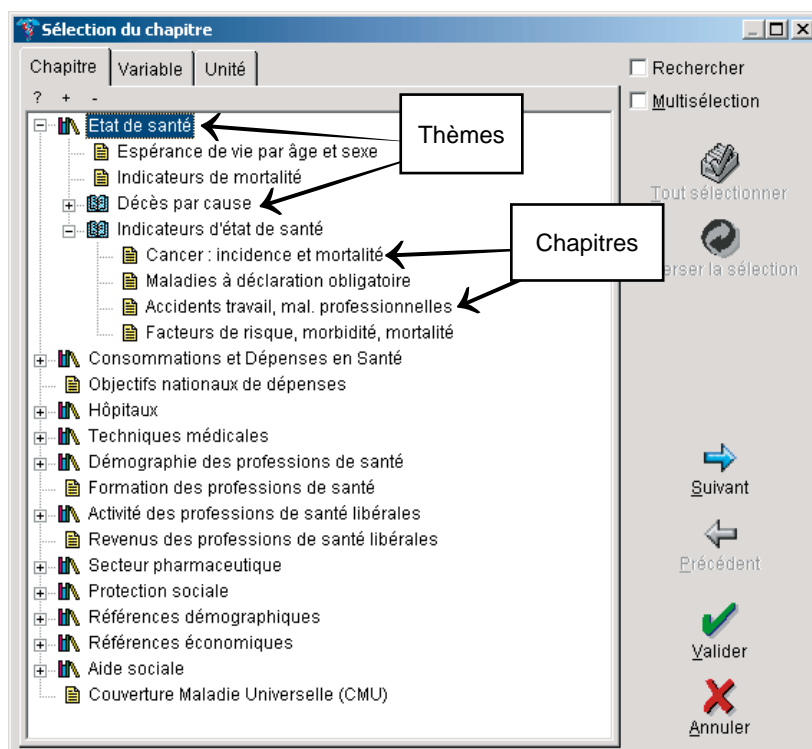 Sélection du chapitre
Chapitre Variable Unité
? + -
Rechercher
Multisélection
Etat de santé
Espérance de vie par âge et sexe
Indicateurs de mortalité
Décès par cause
Indicateurs d'état de santé
Cancer : incidence et mortalité
Maladies à déclaration obligatoire
Accidents travail, mal. professionnelles
Facteurs de risque, morbidité, mortalité
Consommations et Dépenses en Santé
Objectifs nationaux de dépenses
Hôpitaux
Techniques médicales
Démographie des professions de santé
Formation des professions de santé
Activité des professions de santé libérales
Revenus des professions de santé libérales
Secteur pharmaceutique
Protection sociale
Références démographiques
Références économiques
Aide sociale
Couverture Maladie Universelle (CMU)
Thèmes
Chapitres
Tout sélectionner
erser la sélection
Suivant
Précédent
Valider
Annuler